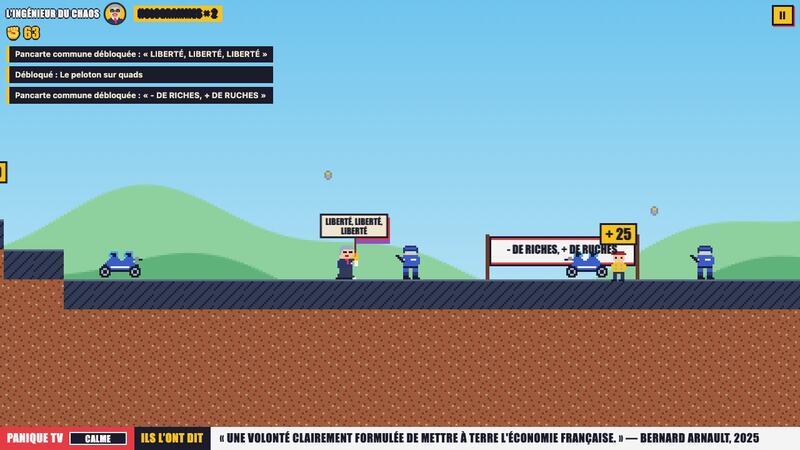 L'INGÉNIEUR DU CHAOS
HOLOGRAMMES × 2
63
Pancarte commune débloquée : « LIBERTÉ, LIBERTÉ, LIBERTÉ »
Débloqué : Le peloton sur quads
Pancarte commune débloquée : « - DE RICHES, + DE RUCHES »
LIBERTÉ, LIBERTÉ,
LIBERTÉ
+ 25
- DE RICHES, + DE RUCHES
PANIQUE TV
CALME
ILS L'ONT DIT
« UNE VOLONTÉ CLAIREMENT FORMULÉE DE METTRE À TERRE L'ÉCONOMIE FRANÇAISE. » — BERNARD ARNAULT, 2025